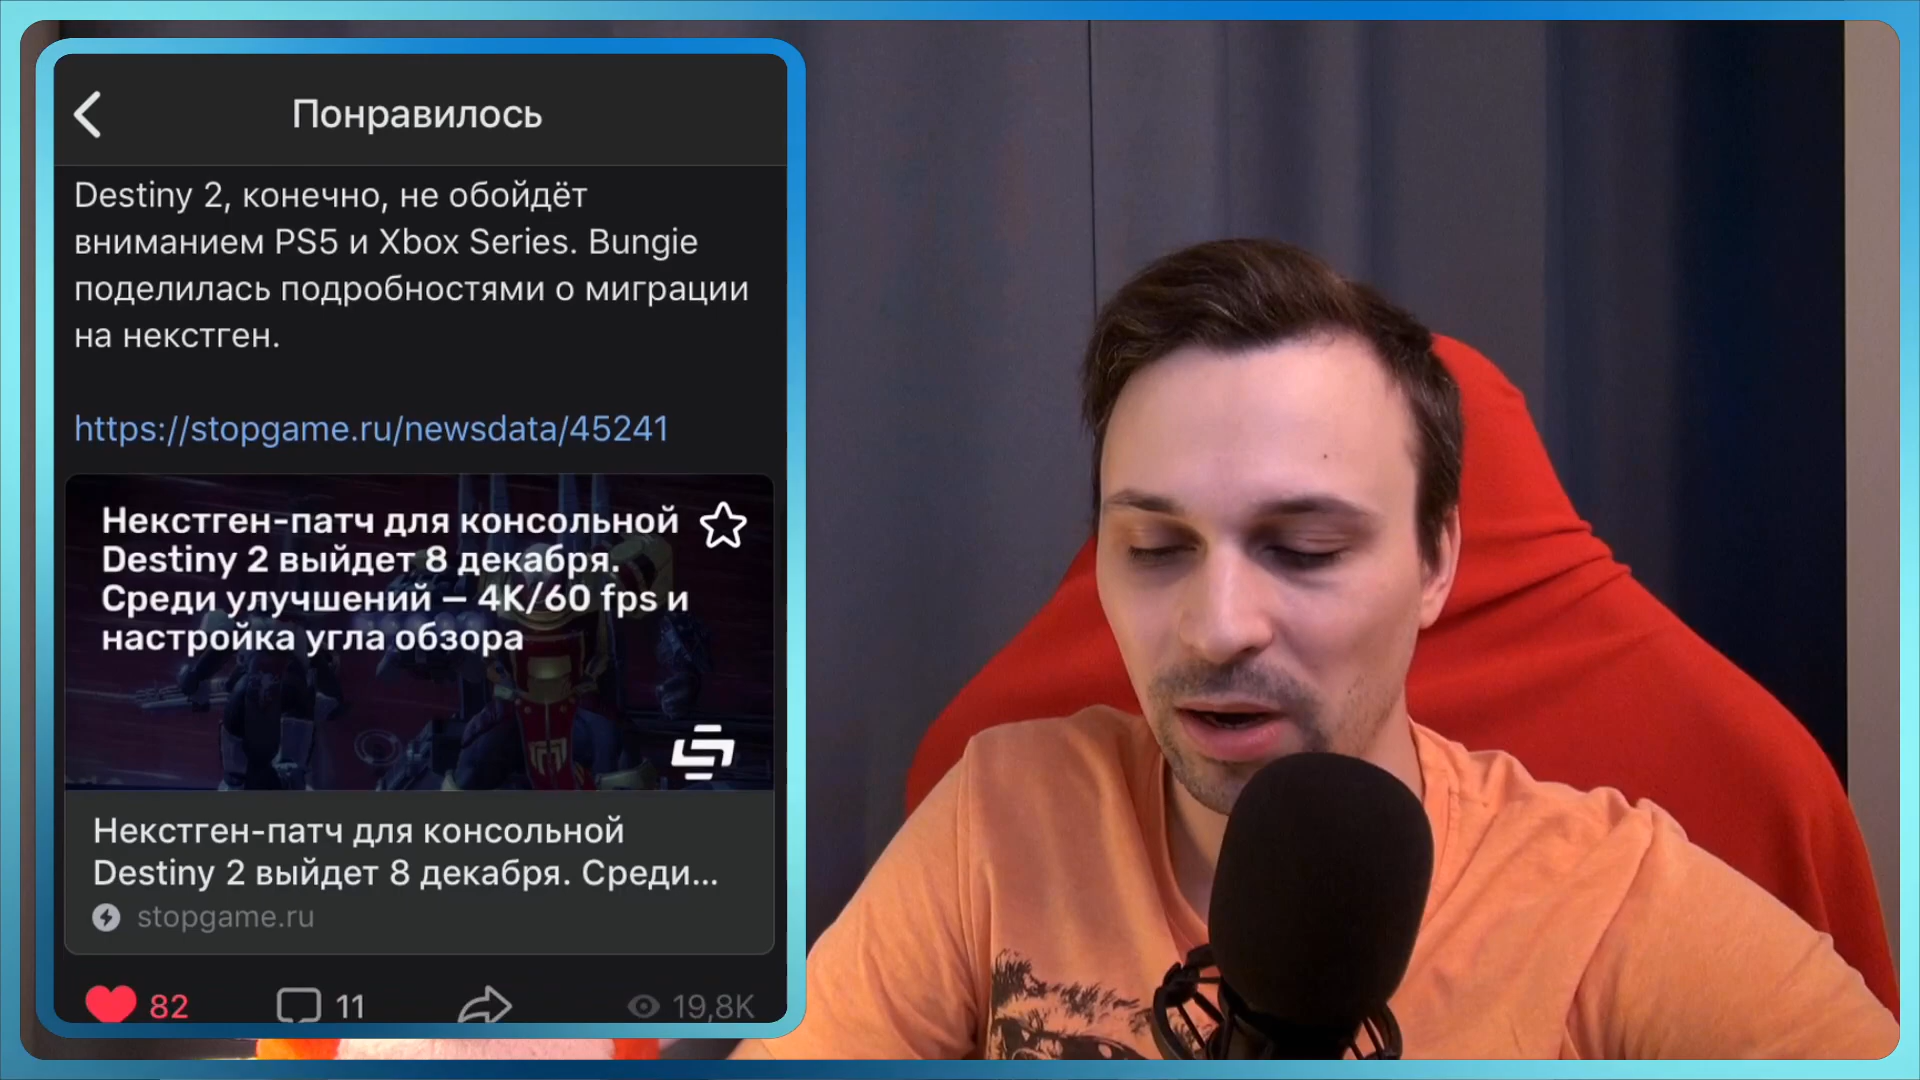 Понравилось
Destiny 2, конечно, не обойдёт
вниманием PS5 и Xbox Series. Bungie
поделилась подробностями о миграции
на некстген.
https://stopgame.ru/newsdata/45241
Некстген-патч для консольной
Destiny 2 выйдет 8 декабря.
Среди улучшений — 4K/60 fps и
настройка угла обзора
Некстген-патч для консольной
Destiny 2 выйдет 8 декабря. Среди...
stopgame.ru
82 11 19,8K